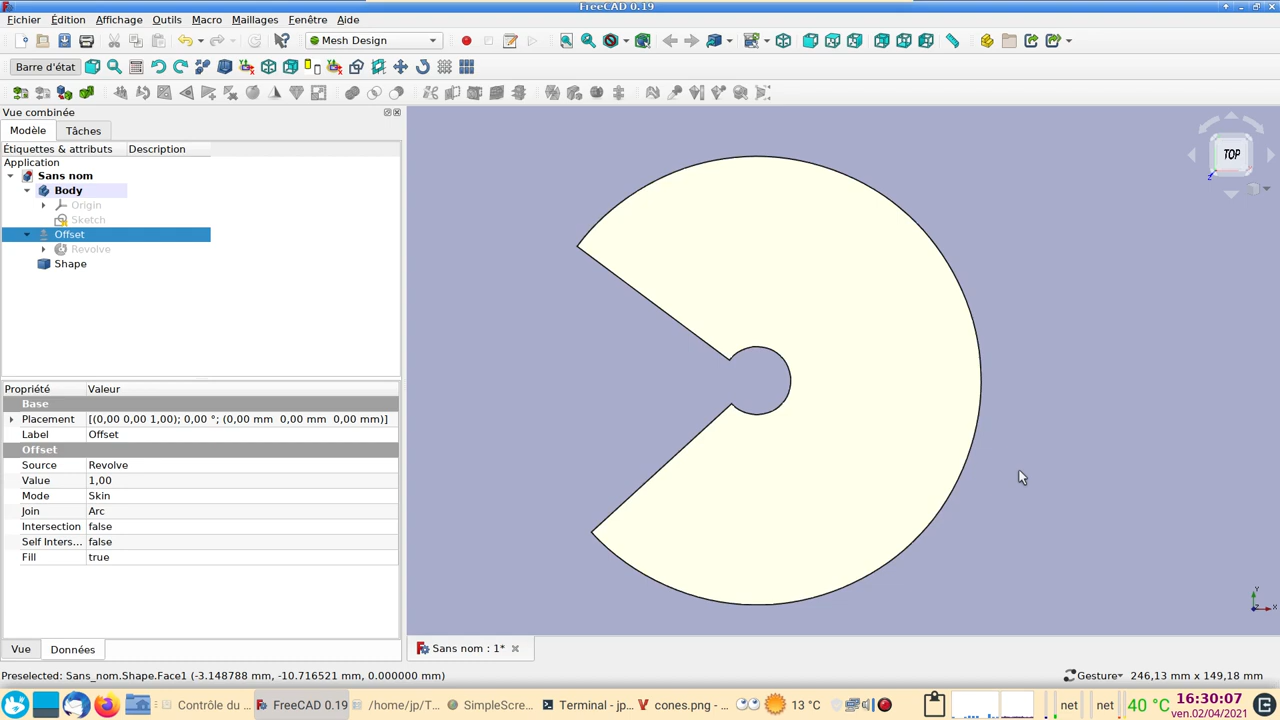 FreeCAD 0.19
Fichier Édition Affichage Outils Macro Maillages Fenêtre Aide
Mesh Design
Barre d'état
Vue combinée
Modèle Tâches
Étiquettes & attributs Description
Application
Sans nom
Body
Origin
Sketch
Offset
Revolve
Shape
TOP
Z
Propriété Valeur
Base
Placement [(0,00 0,00 1,00); 0,00 °; (0,00 mm 0,00 mm 0,00 mm)]
Label Offset
Offset
Source Revolve
Value 1,00
Mode Skin
Join Arc
Intersection false
Self Inters... false
Fill true
Y
X
Z
Vue Données
Sans nom : 1*
Preselected: Sans_nom.Shape.Face1 (-3.148788 mm, -10.716521 mm, 0.000000 mm)
Gesture 246,13 mm x 149,18 mm
Contrôle du ... FreeCAD 0.19 /home/jp/T... SimpleScre... Terminal - jp... cones.png - ... 13 °C net net 40 °C 16:30:07
ven.02/04/2021